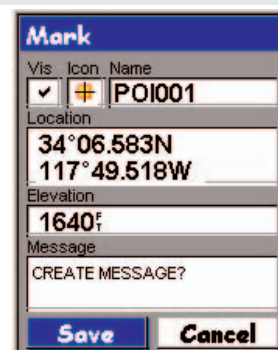 Mark
Vis Icon Name
POI001
Location
34°06.583N
117°49.518W
Elevation
1640FT
Message
CREATE MESSAGE?
Save Cancel